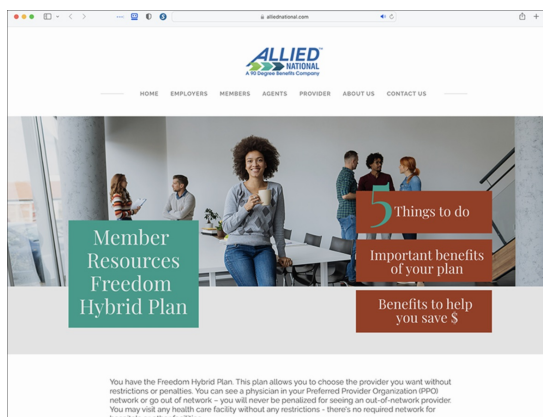 alliednational.com
ALLIED
NATIONAL
A 90 Degree Benefits Company
HOME EMPLOYERS MEMBERS AGENTS PROVIDER ABOUT US CONTACT US
Member
Resources
Freedom
Hybrid Plan
5 Things to do
Important benefits
of your plan
Benefits to help
you save $
You have the Freedom Hybrid Plan. This plan allows you to choose the provider you want without
restrictions or penalties. You can see a physician in your Preferred Provider Organization (PPO)
network or go out of network – you will never be penalized for seeing an out-of-network provider.
You may visit any health care facility without any restrictions - there's no required network for